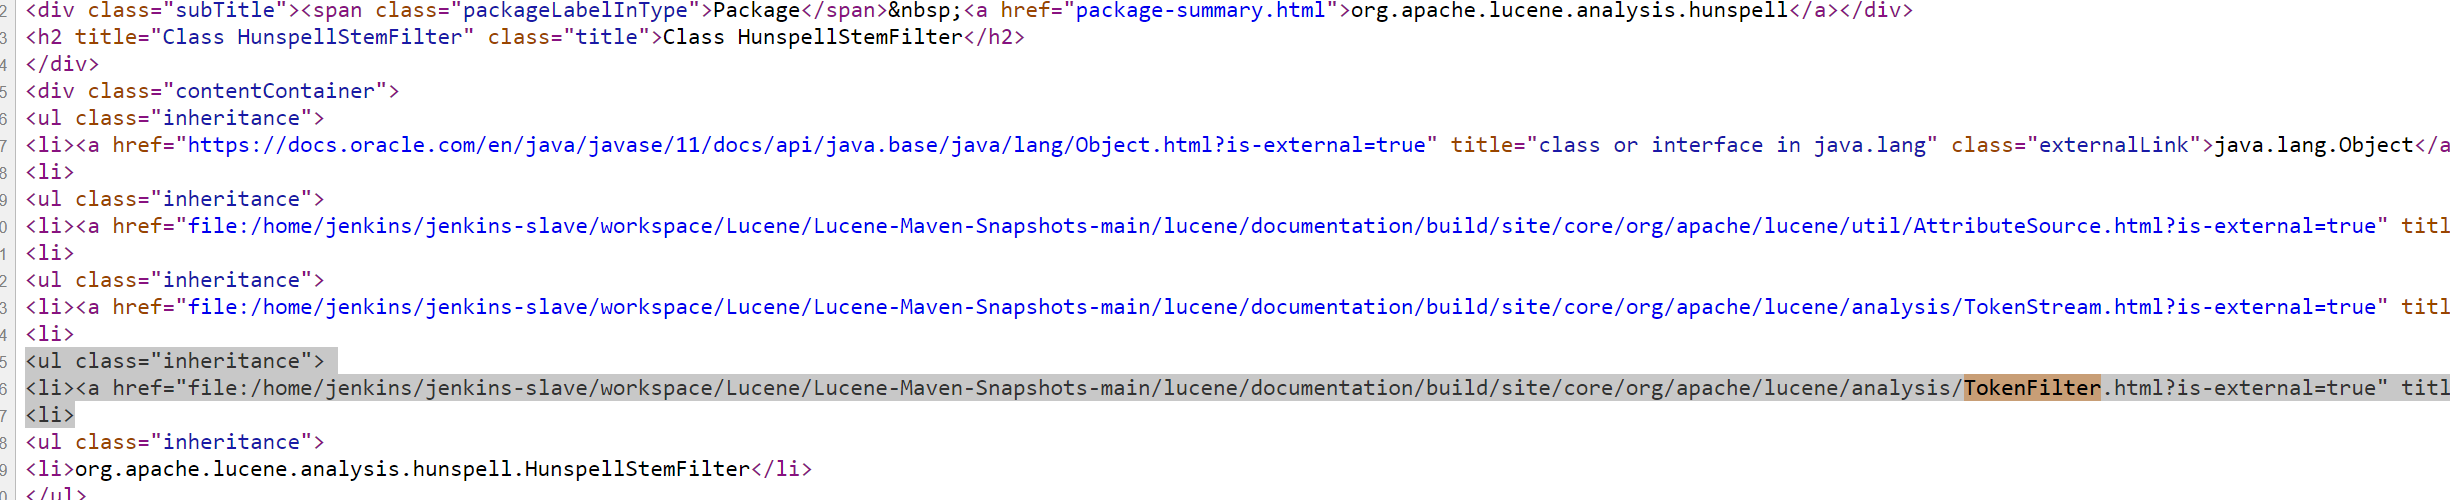 2 <div class="subTitle"><span class="packageLabelInType">Package</span>&nbsp;<a href="package-summary.html">org.apache.lucene.analysis.hunspell</a></div>
3 <h2 title="Class HunspellStemFilter" class="title">Class HunspellStemFilter</h2>
4 </div>
5 <div class="contentContainer">
6 <ul class="inheritance">
7 <li><a href="https://docs.oracle.com/en/java/javase/11/docs/api/java.base/java/lang/Object.html?is-external=true" title="class or interface in java.lang" class="externalLink">java.lang.Object</a
8 <li>
9 <ul class="inheritance">
0 <li><a href="file:/home/jenkins/jenkins-slave/workspace/Lucene/Lucene-Maven-Snapshots-main/lucene/documentation/build/site/core/org/apache/lucene/util/AttributeSource.html?is-external=true" titl
1 <li>
2 <ul class="inheritance">
3 <li><a href="file:/home/jenkins/jenkins-slave/workspace/Lucene/Lucene-Maven-Snapshots-main/lucene/documentation/build/site/core/org/apache/lucene/analysis/TokenStream.html?is-external=true" titl
4 <li>
5 <ul class="inheritance">
6 <li><a href="file:/home/jenkins/jenkins-slave/workspace/Lucene/Lucene-Maven-Snapshots-main/lucene/documentation/build/site/core/org/apache/lucene/analysis/TokenFilter.html?is-external=true" titl
7 <li>
8 <ul class="inheritance">
9 <li>org.apache.lucene.analysis.hunspell.HunspellStemFilter</li>
0 </ul>